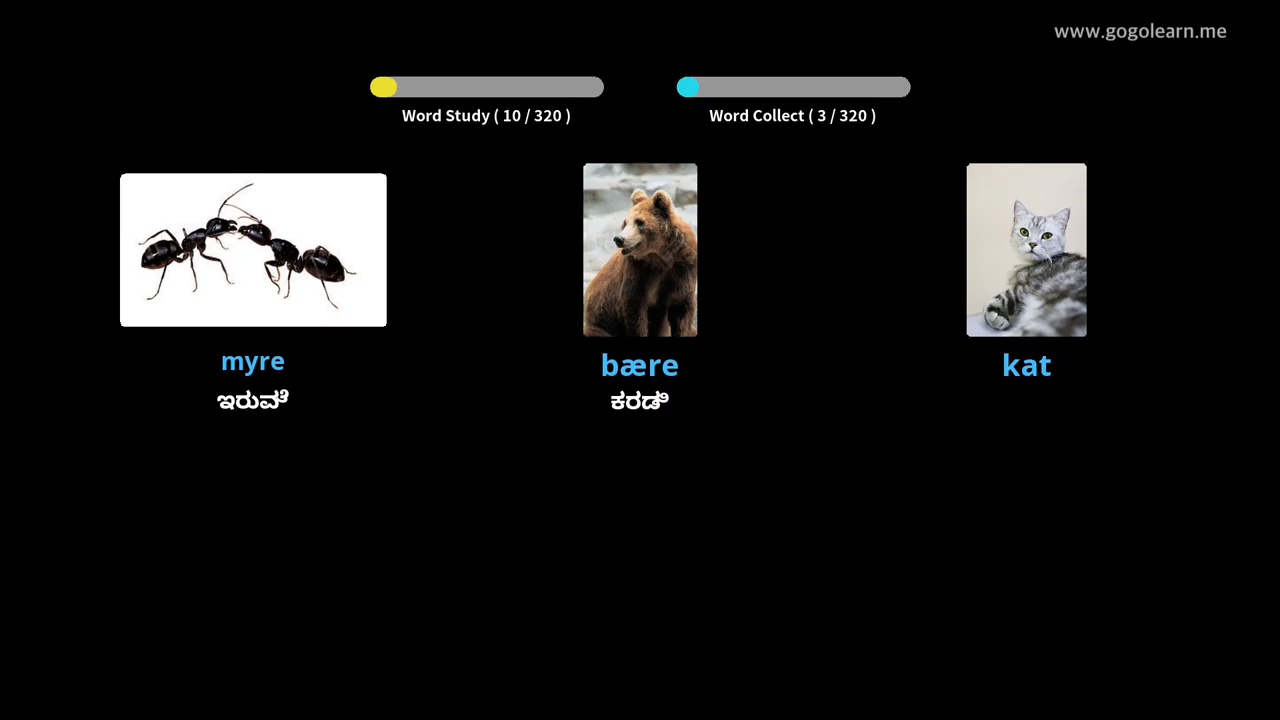 www.gogolearn.me
Word Study ( 10 / 320 )
Word Collect ( 3 / 320 )
myre
bære
kat
ಇರುವೆ
ಕರಡಿ